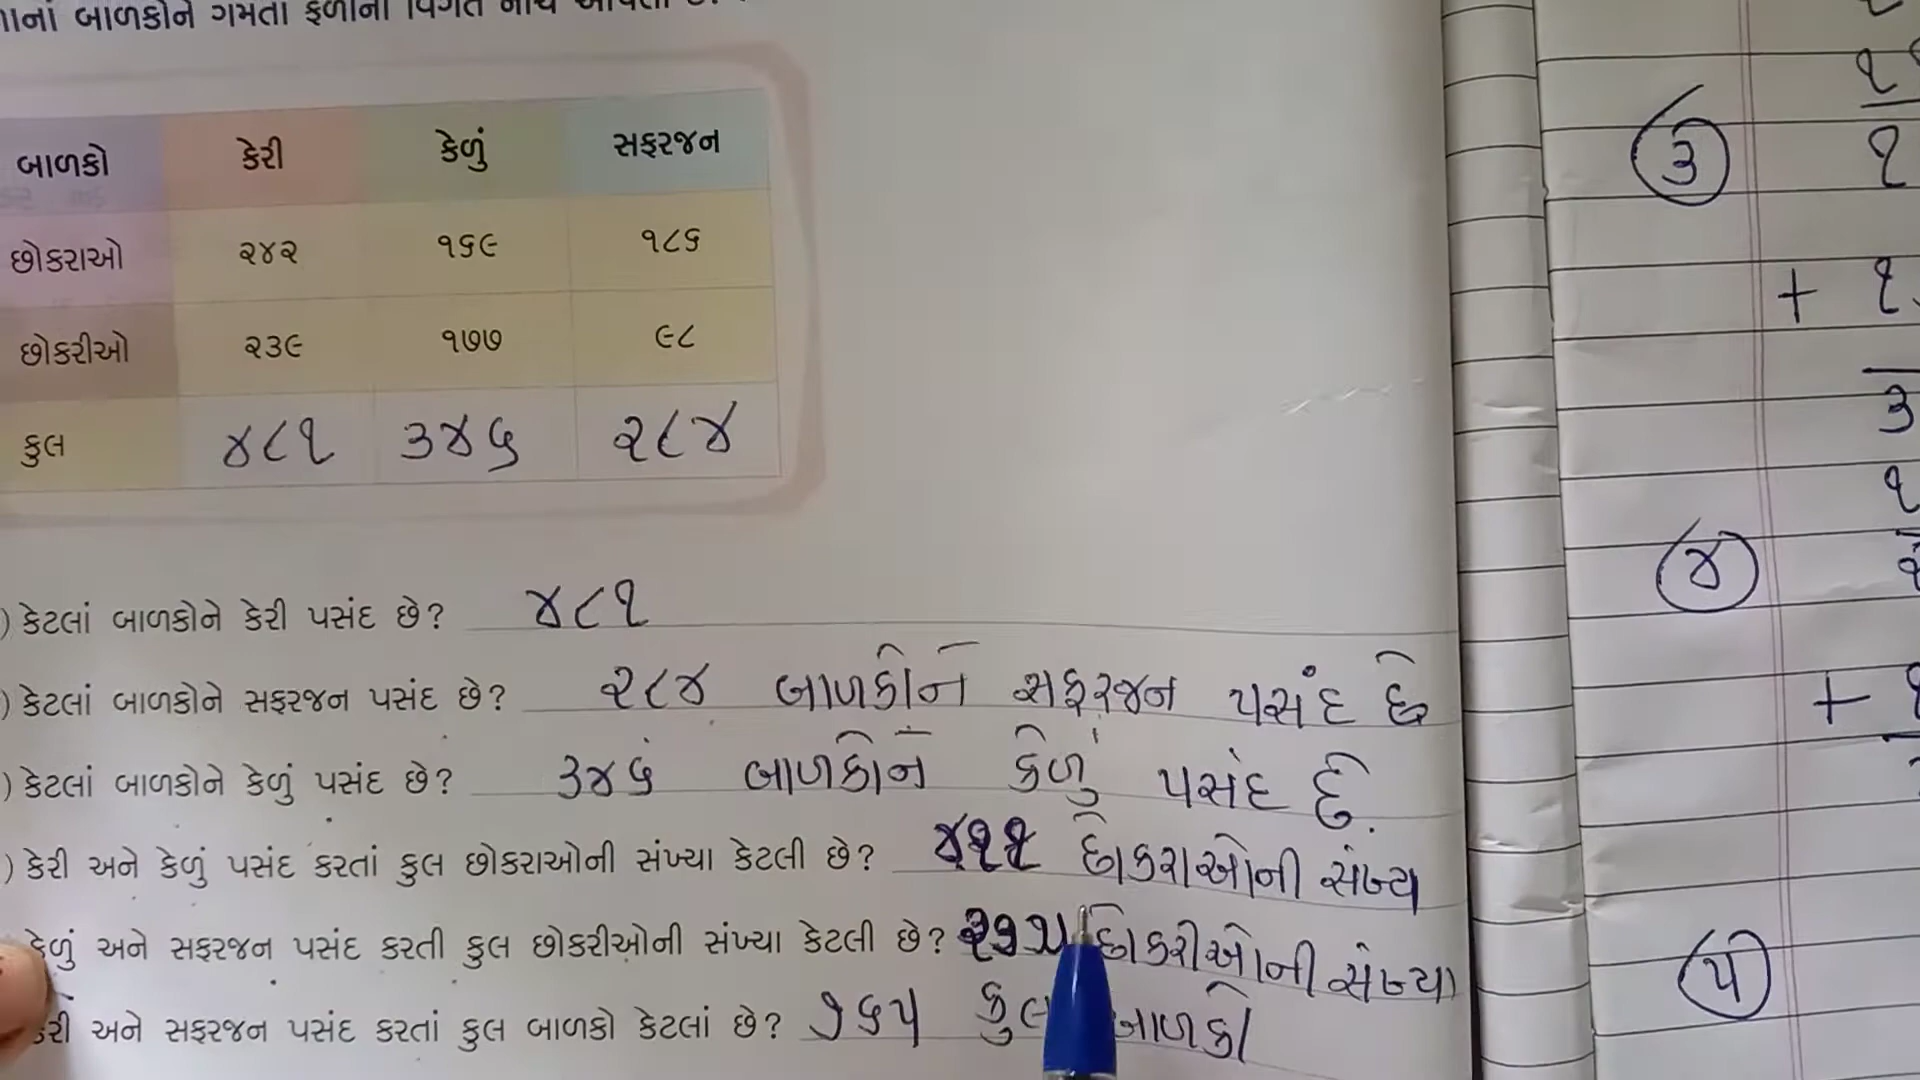 બાળકોને ગમતા ફળોની વિગત નીચે
બાળકો કેરી કેળું સફરજન
છોકરાઓ ૨૪૨ ૧૬૯ ૧૮૬
છોકરીઓ ૨૩૯ ૧૭૭ ૯૮
કુલ ૪૮૧ ૩૪૬ ૨૮૪
) કેટલાં બાળકોને કેરી પસંદ છે? ૪૮૧
) કેટલાં બાળકોને સફરજન પસંદ છે? ૨૮૪ બાળકોને સફરજન પસંદ છે
) કેટલાં બાળકોને કેળું પસંદ છે? ૩૪૬ બાળકોને કેળું પસંદ છે.
) કેરી અને કેળું પસંદ કરતાં કુલ છોકરાઓની સંખ્યા કેટલી છે? ૪૧૧ છોકરાઓની સંખ્ય
કેળું અને સફરજન પસંદ કરતી કુલ છોકરીઓની સંખ્યા કેટલી છે? ૨૭૫ છોકરીઓની સંખ્યા
કેરી અને સફરજન પસંદ કરતાં કુલ બાળકો કેટલાં છે? ૭૬૫ કુલ બાળકો
૩
+
૩
૪
+
૫